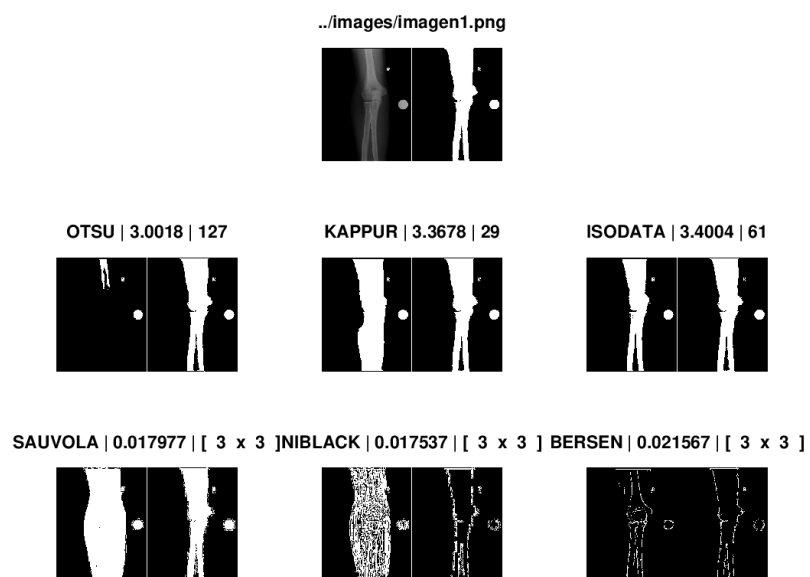 ../images/imagen1.png
OTSU | 3.0018 | 127
KAPPUR | 3.3678 | 29
ISODATA | 3.4004 | 61
SAUVOLA | 0.017977 | [ 3 x 3 ]
NIBLACK | 0.017537 | [ 3 x 3 ]
BERSEN | 0.021567 | [ 3 x 3 ]